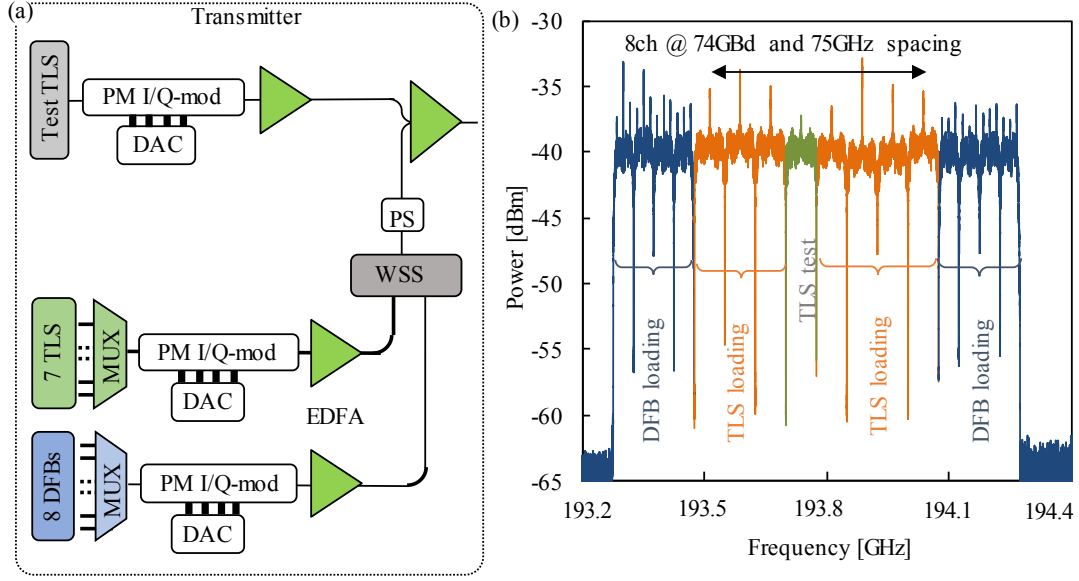 (a)
Transmitter
Test TLS
PM I/Q-mod
DAC
PS
WSS
7 TLS
MUX
PM I/Q-mod
DAC
EDFA
8 DFBs
MUX
PM I/Q-mod
DAC
(b)
8ch @ 74GBd and 75GHz spacing
Power [dBm]
-30
-35
-40
-45
-50
-55
-60
-65
DFB loading
TLS loading
TLS test
TLS loading
DFB loading
193.2 193.5 193.8 194.1 194.4
Frequency [GHz]